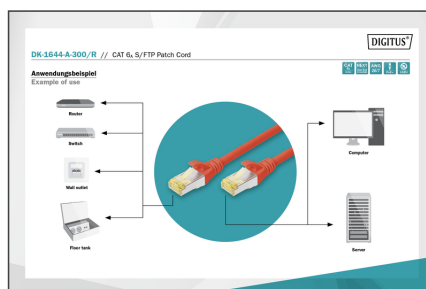 DIGITUS®
DK-1644-A-300/R // CAT 6A S/FTP Patch Cord
Anwendungsbeispiel
Example of use
Router
Switch
Wall outlet
Floor tank
Computer
Server